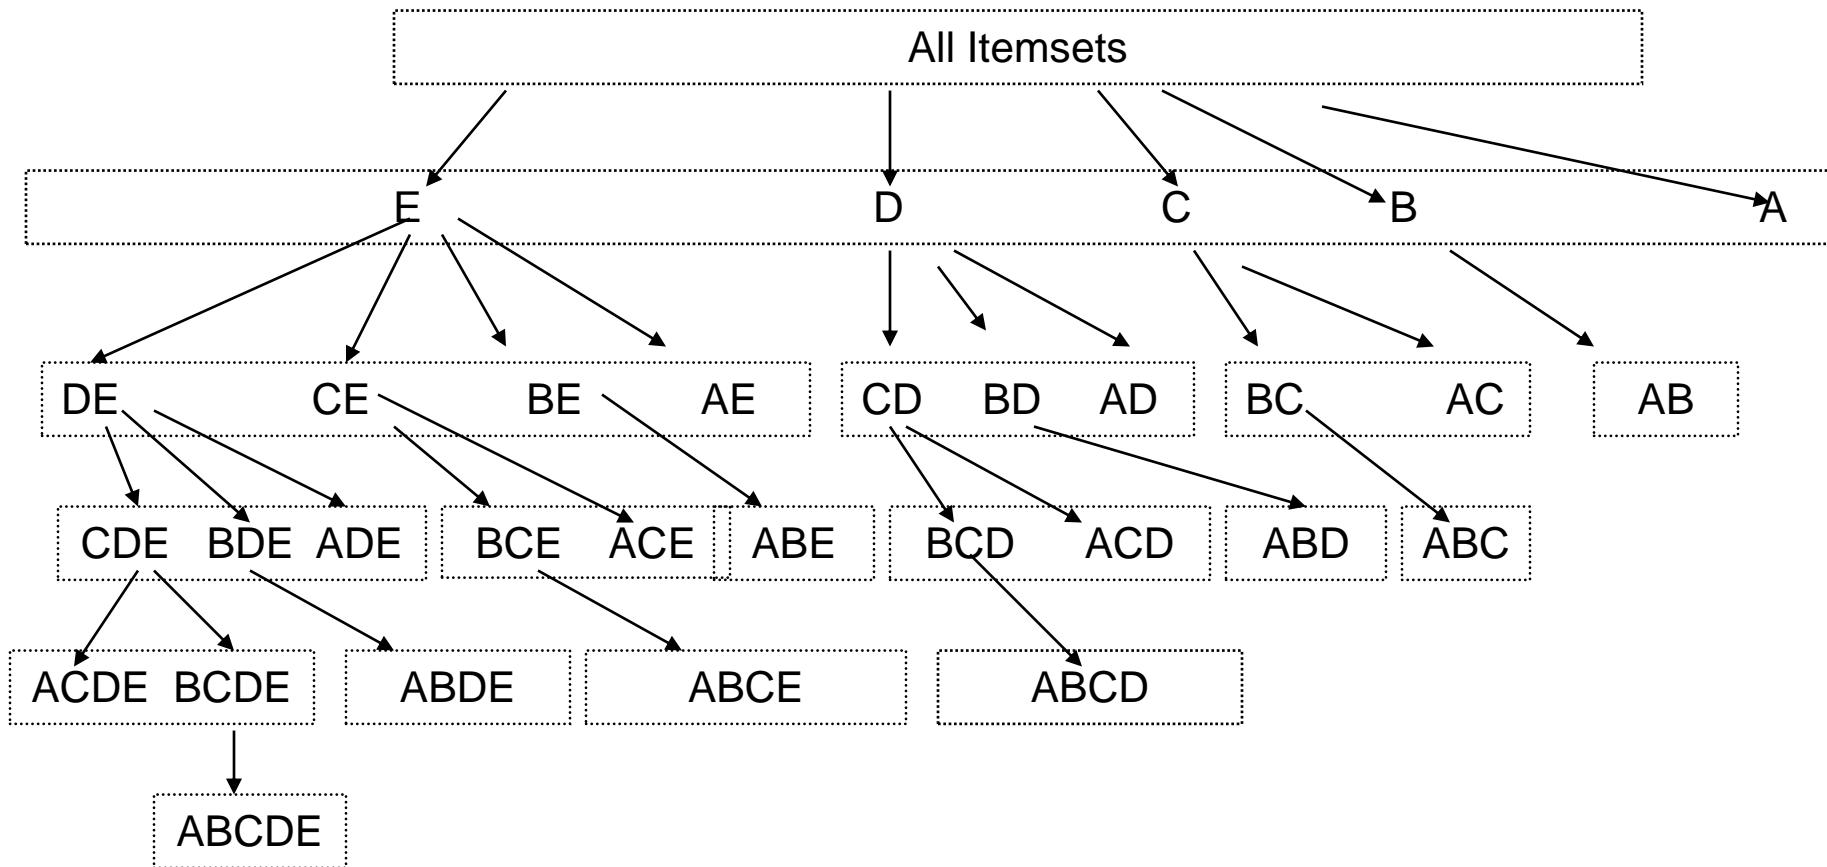 All Itemsets
E D C B A
DE CE BE AE CD BD AD BC AC AB
CDE BDE ADE BCE ACE ABE BCD ACD ABD ABC
ACDE BCDE ABDE ABCE ABCD
ABCDE